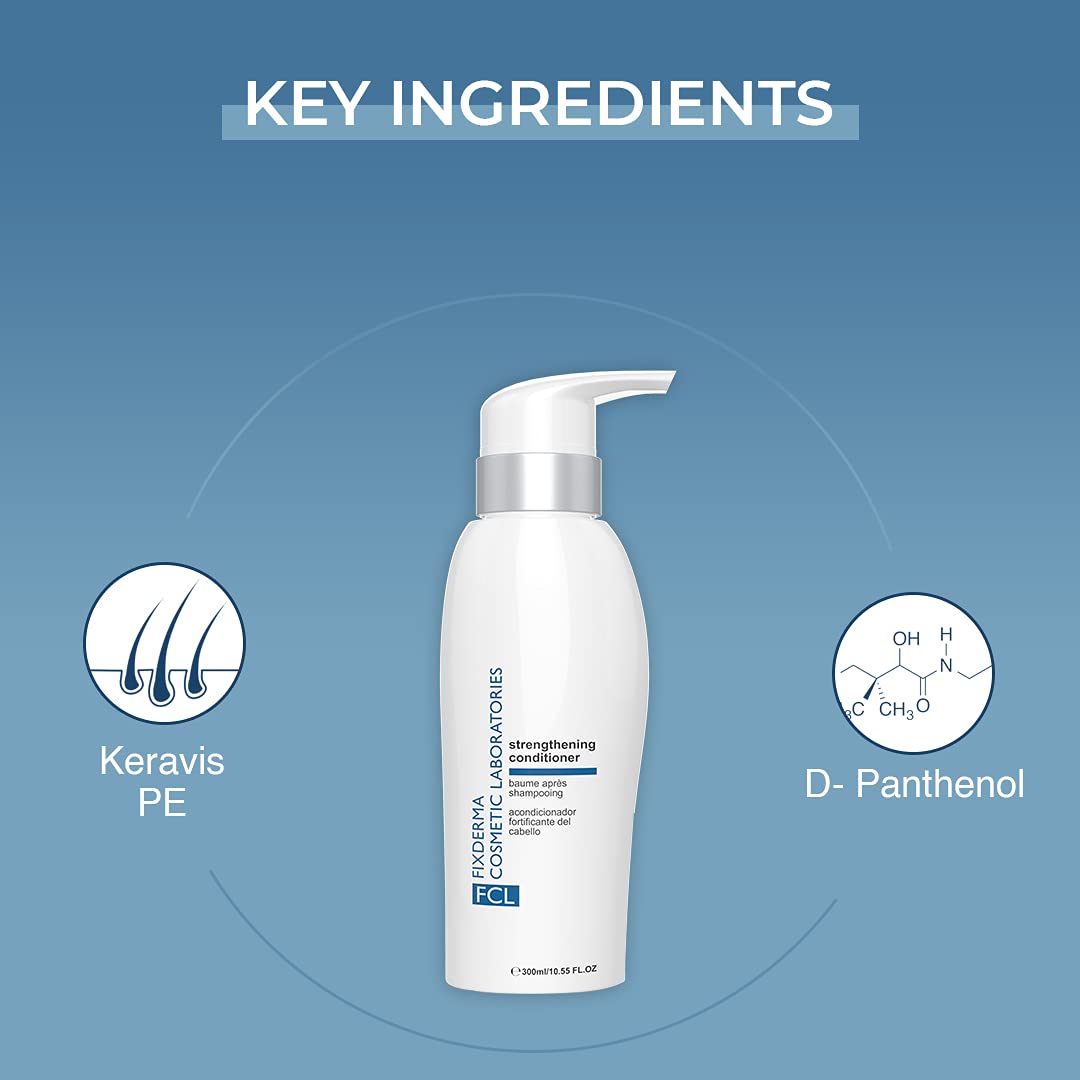 KEY INGREDIENTS
Keravis
PE
FIXDERMA
COSMETIC LABORATORIES
FCL
strengthening
conditioner
baume après
shampooing
acondicionador
fortificante del
cabello
℮300ml/10.55 FL.OZ
OH
H
N
O
₃C
CH₃
D- Panthenol